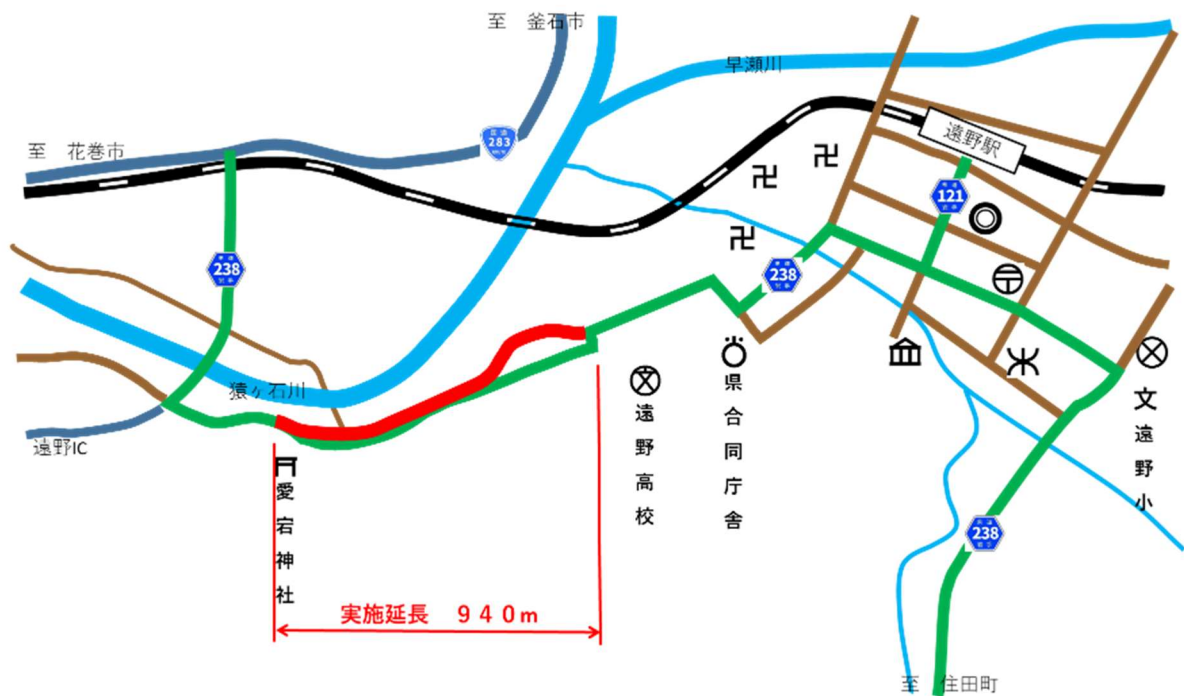 至 釜石市
早瀬川
283
至 花巻市
遠野駅
121
238
238
猿ヶ石川
遠野IC
愛宕神社
遠野高校
県合同庁舎
文
遠野小
238
実施延長 940m
至 住田町